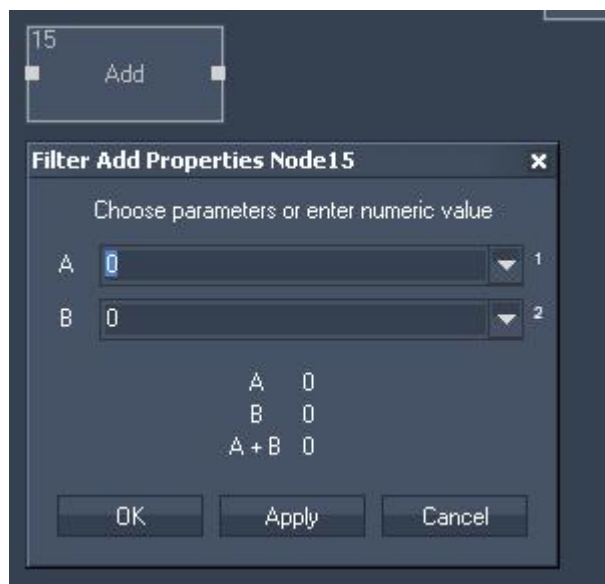 15
Add
Filter Add Properties Node15
Choose parameters or enter numeric value
A 0 1
B 0 2
A 0
B 0
A + B 0
OK Apply Cancel